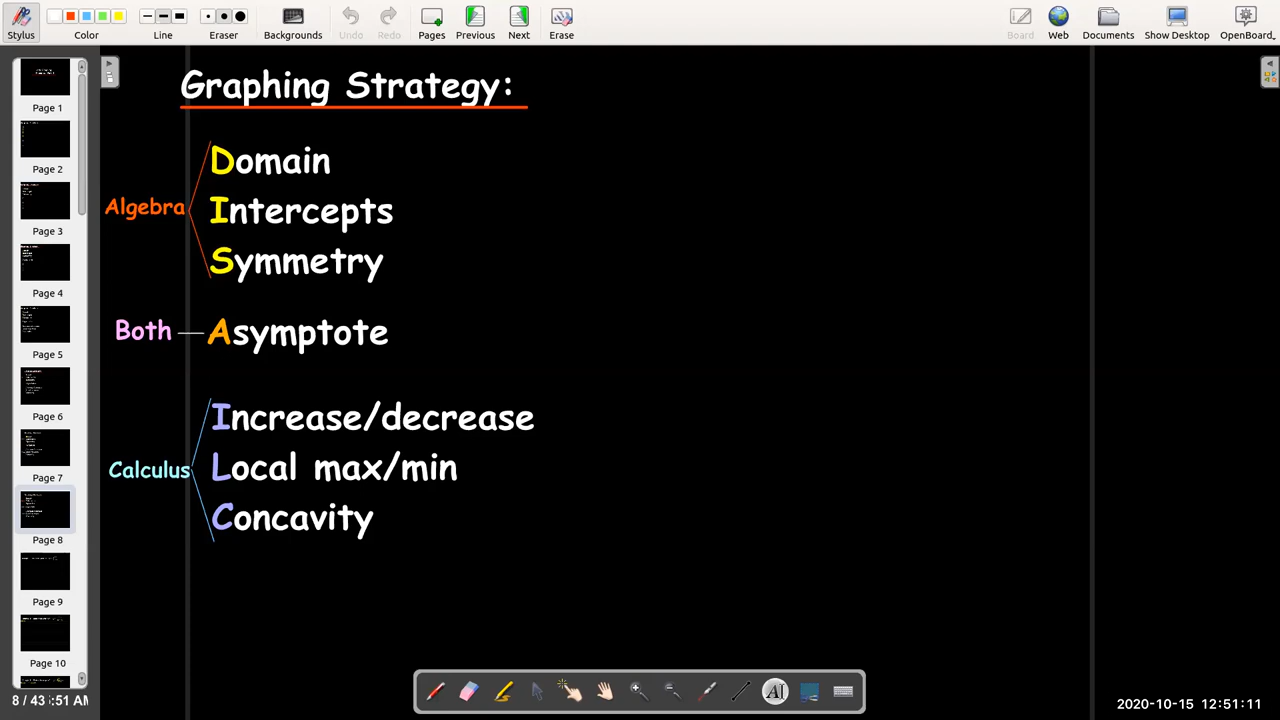 Stylus
Color
Line
Eraser
Backgrounds
Undo
Redo
Pages
Previous
Next
Erase
Board
Web
Documents
Show Desktop
OpenBoard
Page 1
Page 2
Page 3
Page 4
Page 5
Page 6
Page 7
Page 8
Page 9
Page 10
8 / 43
:51 AM
Graphing Strategy:
Algebra
Domain
Intercepts
Symmetry
Both
Asymptote
Calculus
Increase/decrease
Local max/min
Concavity
AI
2020-10-15 12:51:11